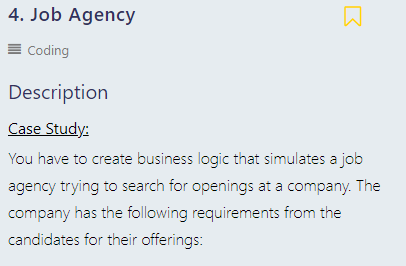 4. Job Agency
Coding
Description
Case Study:
You have to create business logic that simulates a job
agency trying to search for openings at a company. The
company has the following requirements from the
candidates for their offerings: